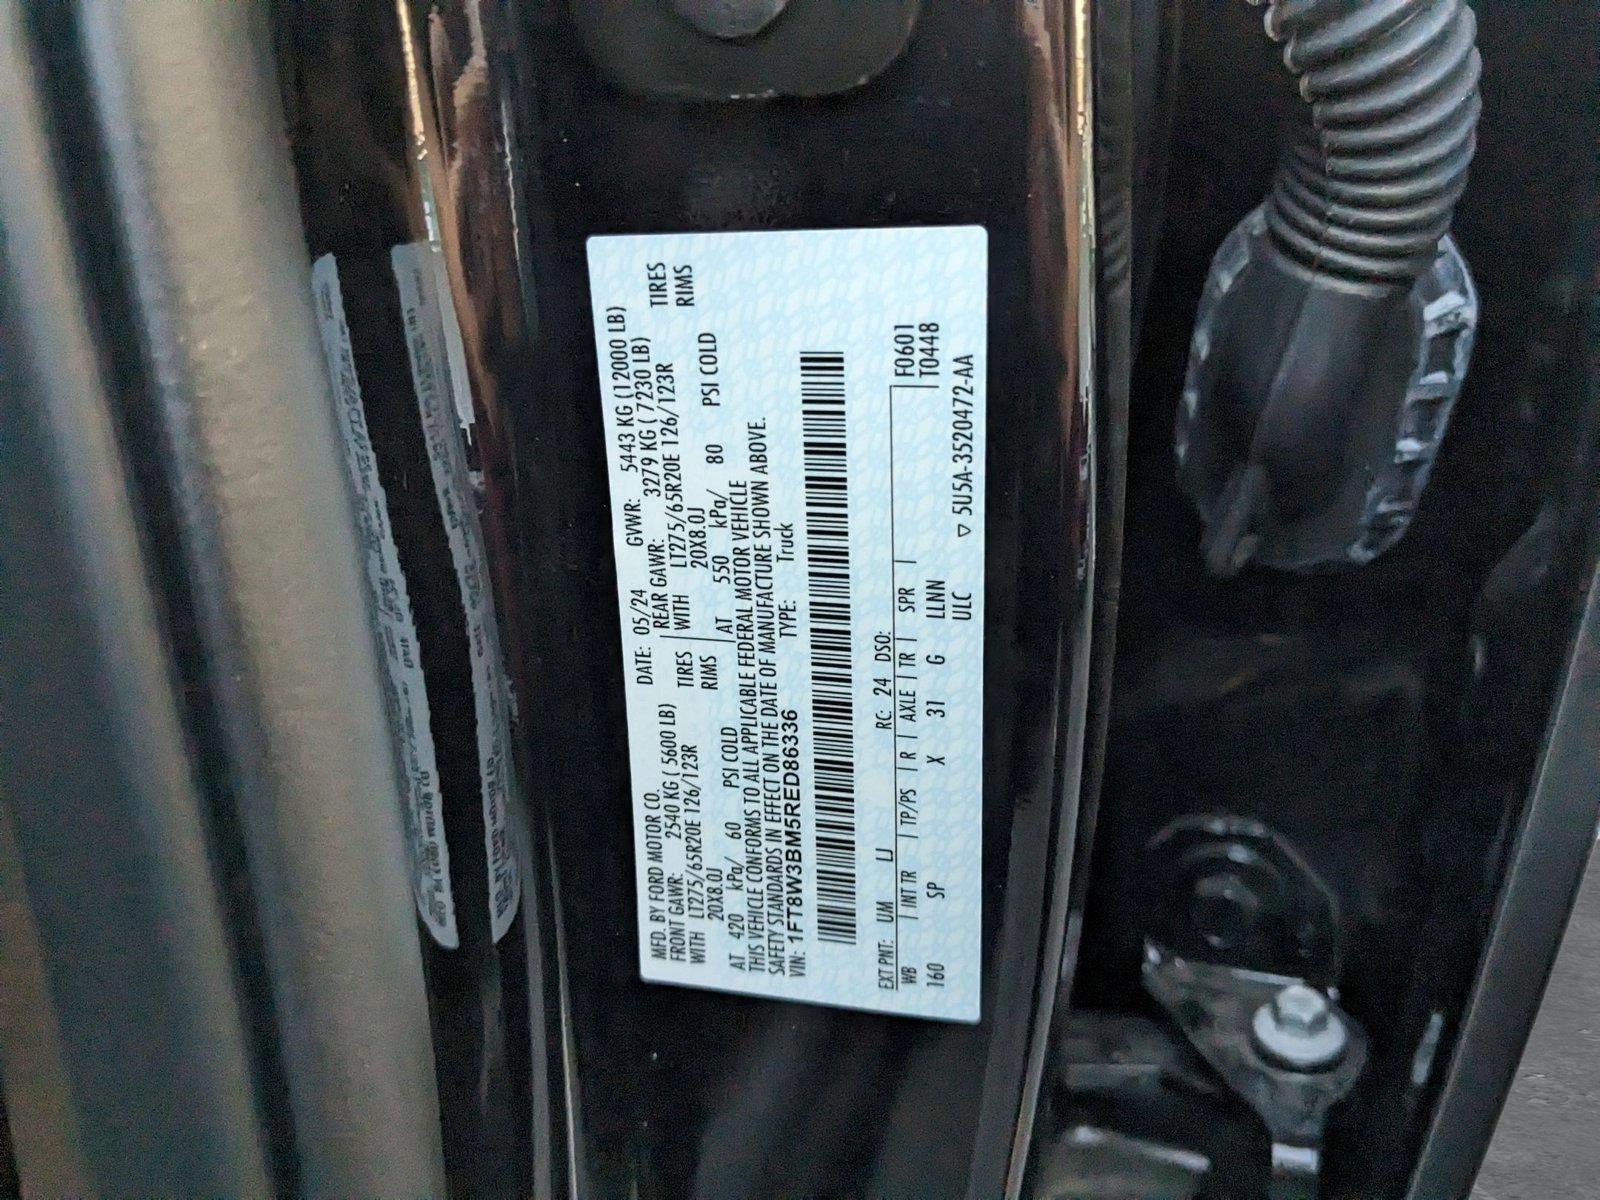 MFD. BY FORD MOTOR CO.
DATE: 05/24 GVWR: 5443 KG (12000 LB)
FRONT GAWR: 2540 KG ( 5600 LB)
REAR GAWR: 3279 KG ( 7230 LB)
WITH LT275/65R20E 126/123R TIRES
WITH LT275/65R20E 126/123R TIRES
20X8.0J RIMS
20X8.0J RIMS
AT 420 kPa/ 60 PSI COLD
AT 550 kPa/ 80 PSI COLD
THIS VEHICLE CONFORMS TO ALL APPLICABLE FEDERAL MOTOR VEHICLE
SAFETY STANDARDS IN EFFECT ON THE DATE OF MANUFACTURE SHOWN ABOVE.
VIN: 1FT8W3BM5RED86336 TYPE: Truck
EXT PNT: UM UJ RC: 24 DSO: F0601
WB INT TR TP/PS R AXLE TR SPR T0448
160 SP X 31 G LLNN
ULC ▽ 5U5A-3520472-AA